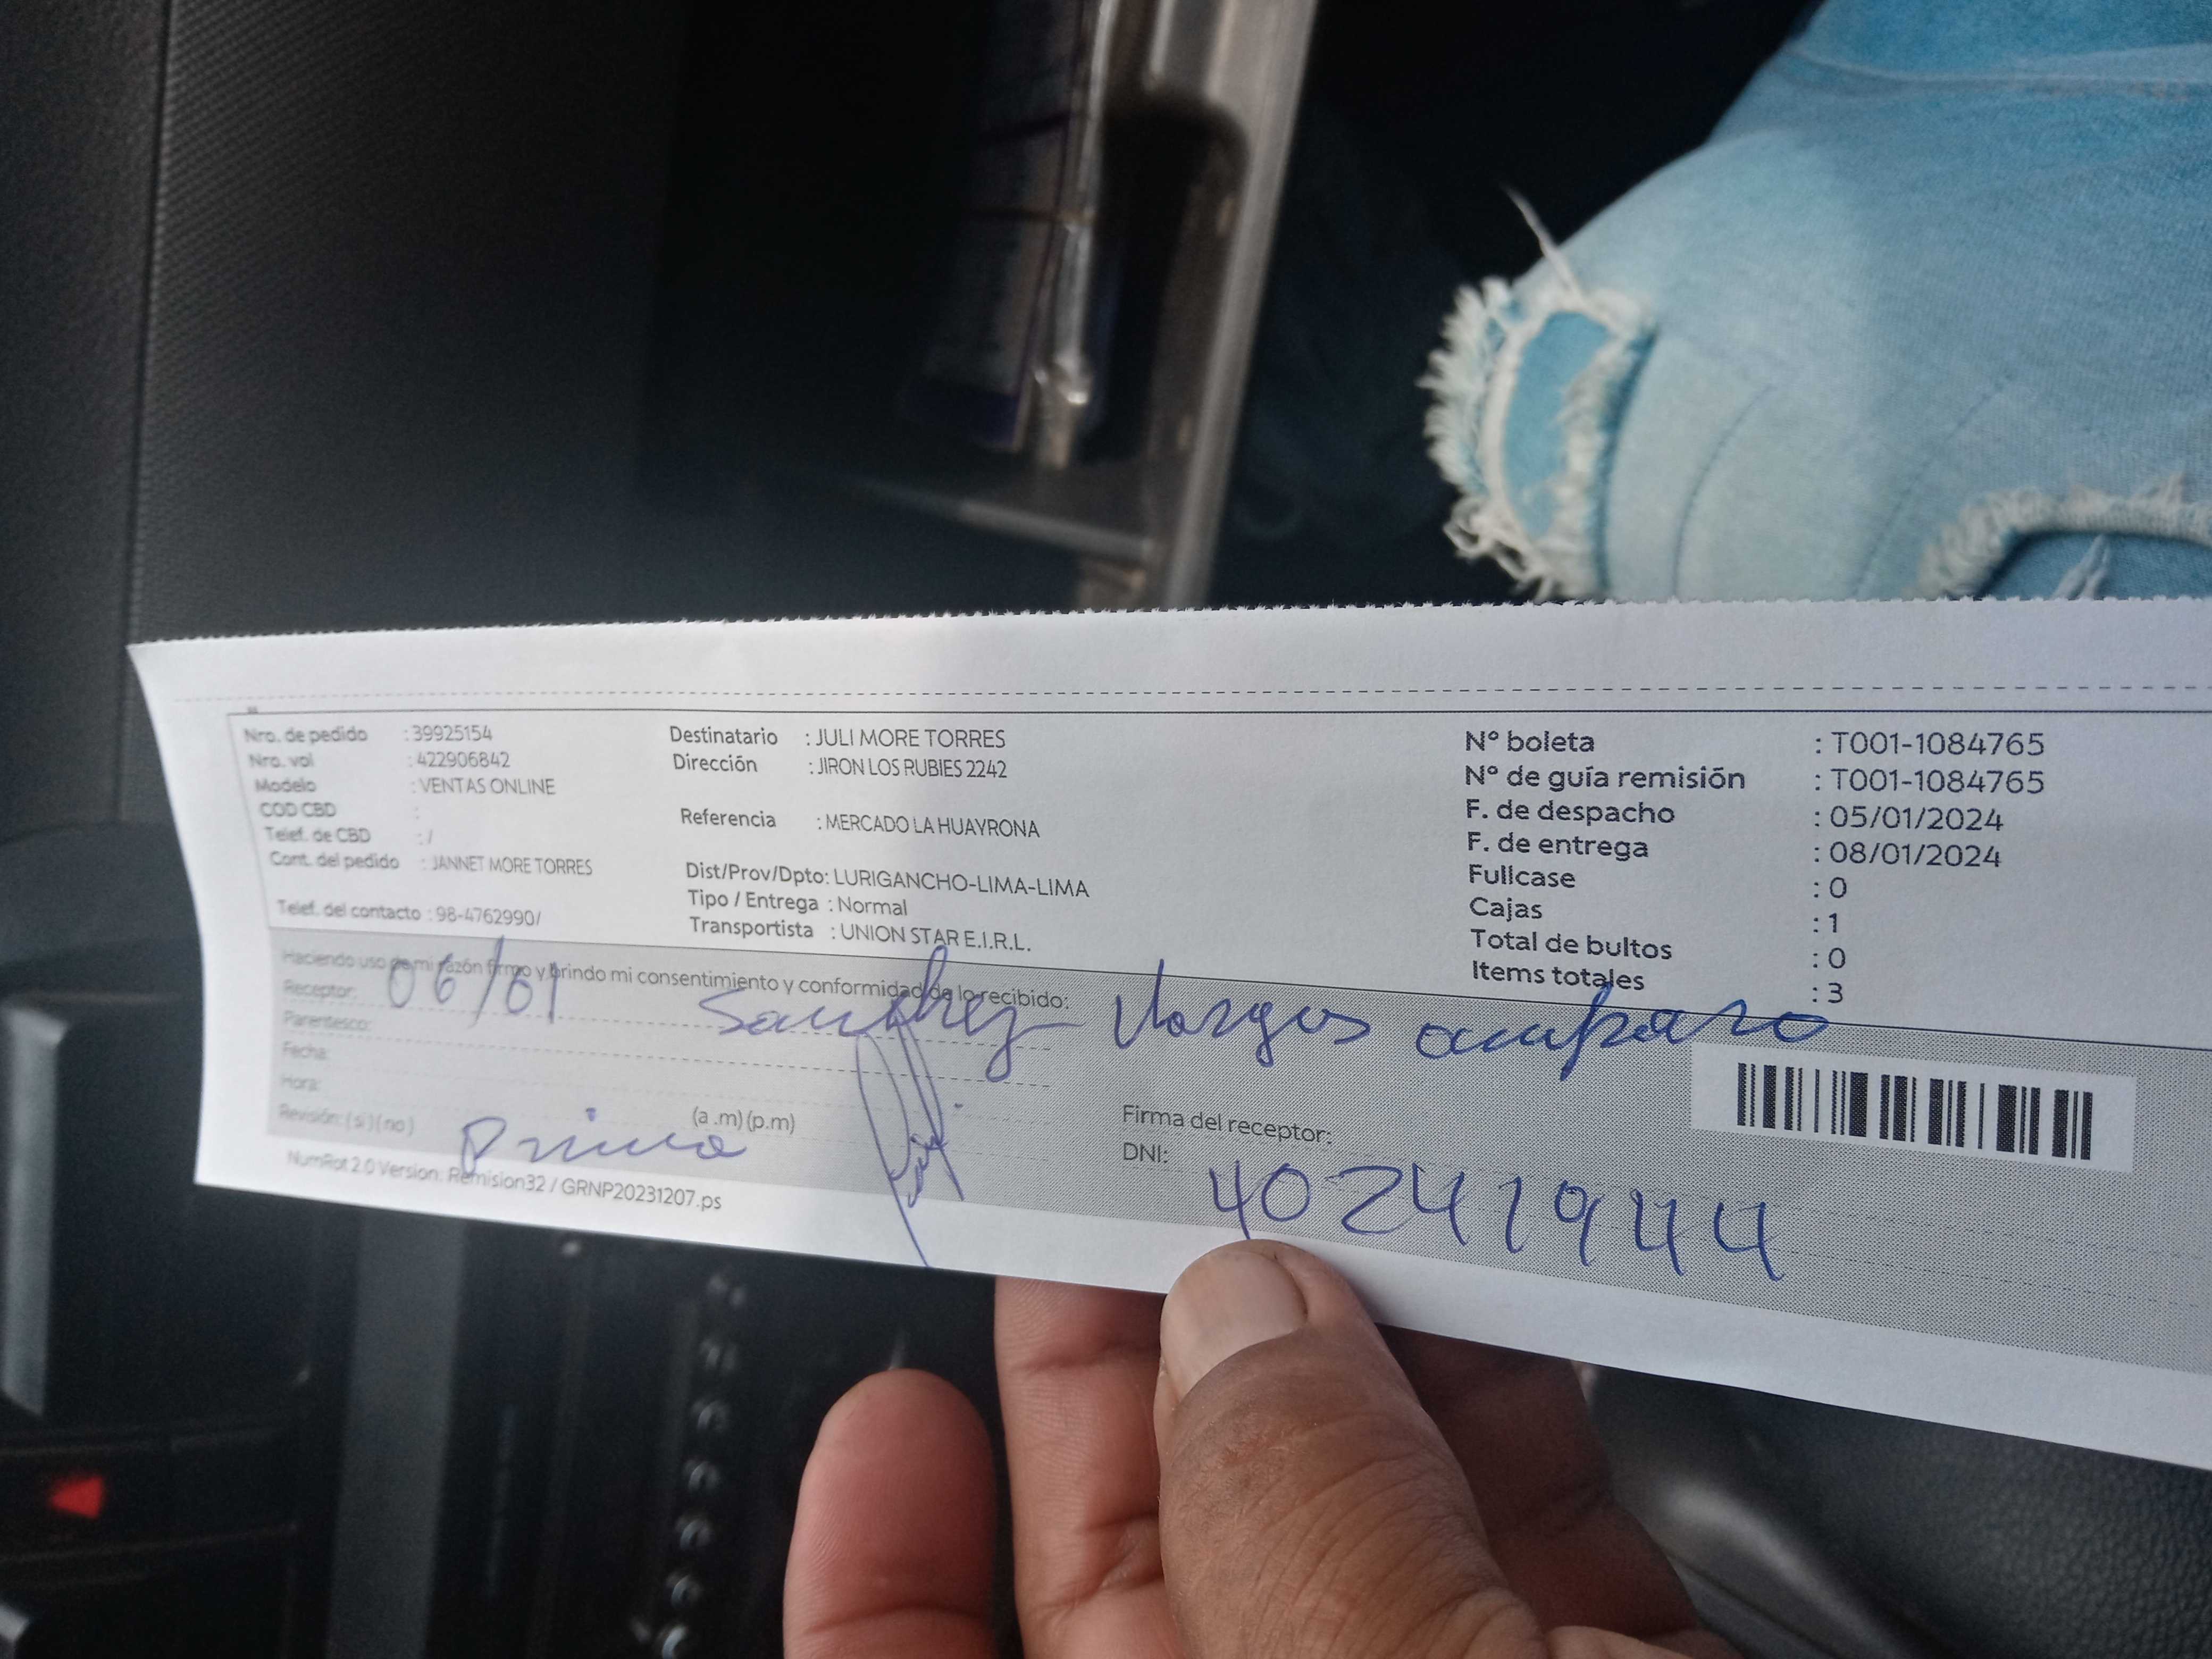 Nro. de pedido : 39925154
Nro. vol : 422906842
Modelo : VENTAS ONLINE
COD CBD :
Telef. de CBD : /
Cont. del pedido : JANNET MORE TORRES
Telef. del contacto : 98-4762990/
Destinatario : JULI MORE TORRES
Dirección : JIRON LOS RUBIES 2242
Referencia : MERCADO LA HUAYRONA
Dist/Prov/Dpto: LURIGANCHO-LIMA-LIMA
Tipo / Entrega : Normal
Transportista : UNION STAR E.I.R.L.
N° boleta : T001-1084765
N° de guía remisión : T001-1084765
F. de despacho : 05/01/2024
F. de entrega : 08/01/2024
Fullcase : 0
Cajas : 1
Total de bultos : 0
Items totales : 3
Haciendo uso de mi razón firmo y brindo mi consentimiento y conformidad de lo recibido:
Receptor: 06/01 Sanchez Vargas amparo
Parentesco:
Fecha:
Hora: (a .m) (p.m)
Revisión: ( si ) ( no ) Prima
Firma del receptor:
DNI: 40241944
NumRot 2.0 Version. Remision32 / GRNP20231207.ps